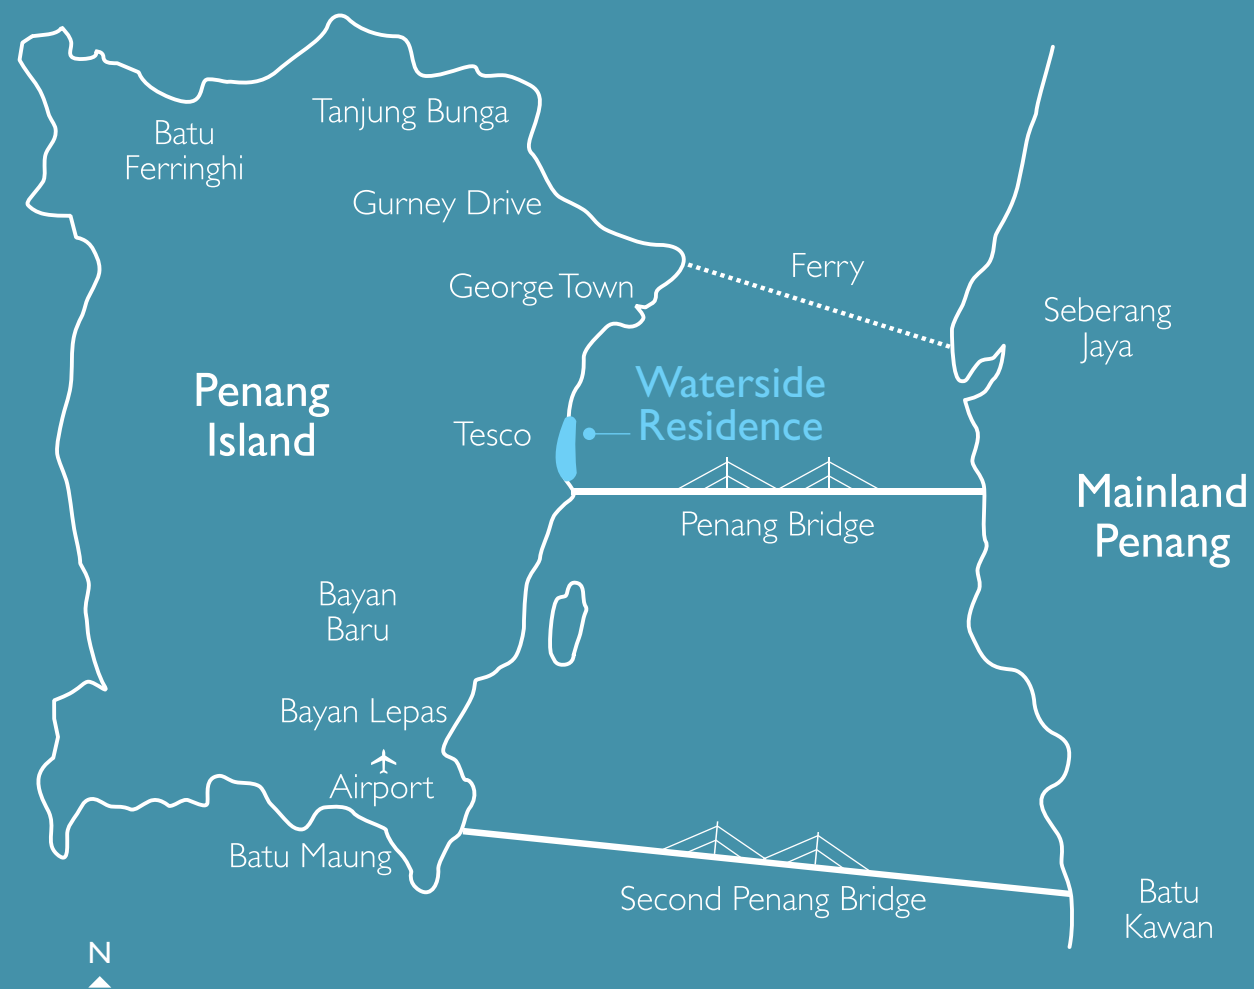 Tanjung Bunga
Batu
Ferringhi
Gurney Drive
Ferry
George Town
Seberang
Jaya
Waterside
Residence
Penang
Island
Tesco
Mainland
Penang
Penang Bridge
Bayan
Baru
Bayan Lepas
Airport
Batu Maung
Second Penang Bridge
Batu
Kawan
N